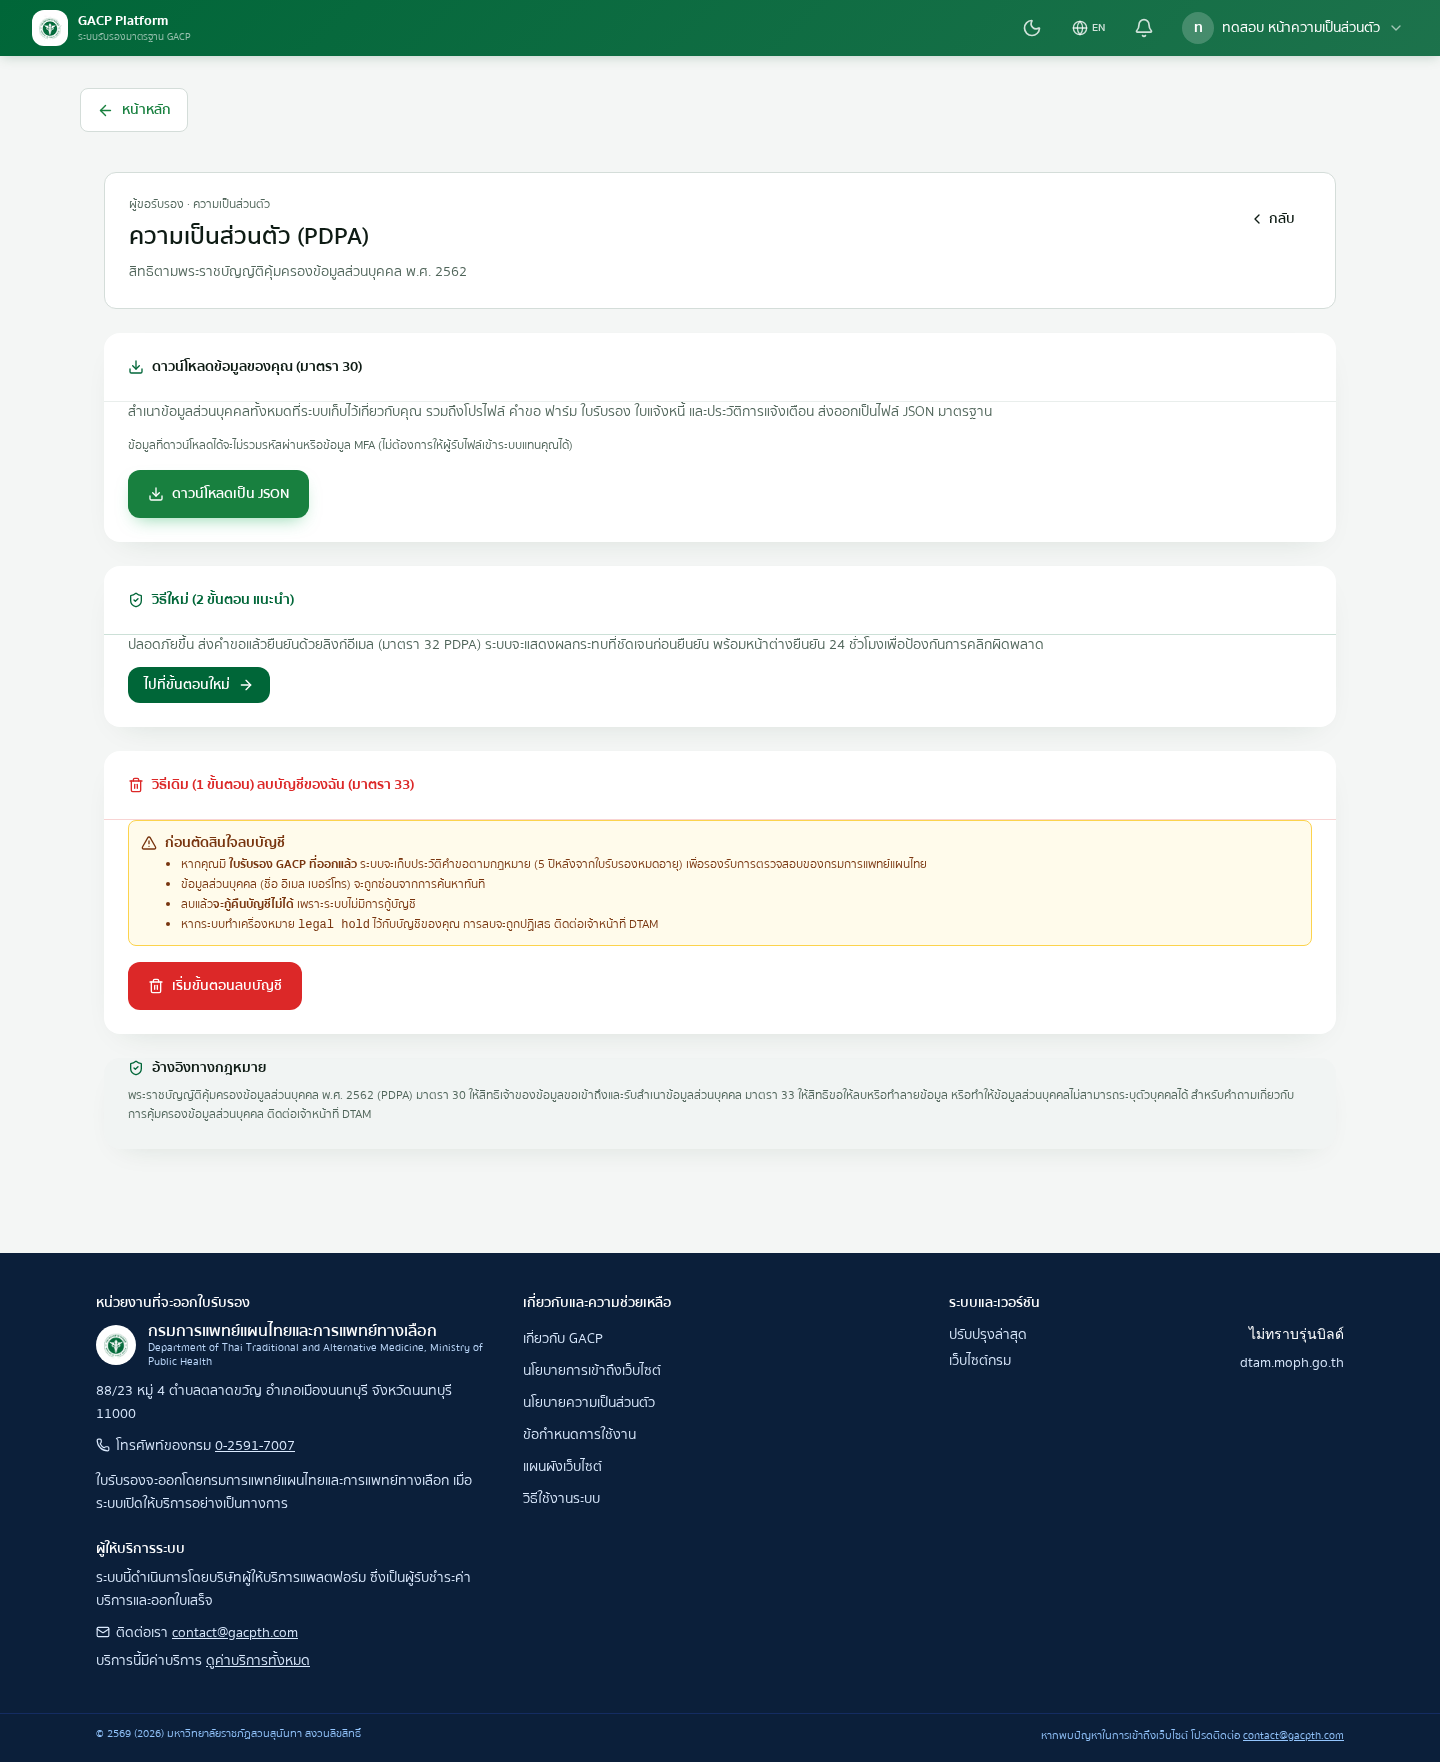 GACP Platform
ระบบรับรองมาตรฐาน GACP
EN
ท
ทดสอบ หน้าความเป็นส่วนตัว
หน้าหลัก
ผู้ขอรับรอง · ความเป็นส่วนตัว
ความเป็นส่วนตัว (PDPA)
สิทธิตามพระราชบัญญัติคุ้มครองข้อมูลส่วนบุคคล พ.ศ. 2562
กลับ
ดาวน์โหลดข้อมูลของคุณ (มาตรา 30)
สำเนาข้อมูลส่วนบุคคลทั้งหมดที่ระบบเก็บไว้เกี่ยวกับคุณ รวมถึงโปรไฟล์ คำขอ ฟาร์ม ใบรับรอง ใบแจ้งหนี้ และประวัติการแจ้งเตือน ส่งออกเป็นไฟล์ JSON มาตรฐาน
ข้อมูลที่ดาวน์โหลดได้จะไม่รวมรหัสผ่านหรือข้อมูล MFA (ไม่ต้องการให้ผู้รับไฟล์เข้าระบบแทนคุณได้)
ดาวน์โหลดเป็น JSON
วิธีใหม่ (2 ขั้นตอน แนะนำ)
ปลอดภัยขึ้น ส่งคำขอแล้วยืนยันด้วยลิงก์อีเมล (มาตรา 32 PDPA) ระบบจะแสดงผลกระทบที่ชัดเจนก่อนยืนยัน พร้อมหน้าต่างยืนยัน 24 ชั่วโมงเพื่อป้องกันการคลิกผิดพลาด
ไปที่ขั้นตอนใหม่
วิธีเดิม (1 ขั้นตอน) ลบบัญชีของฉัน (มาตรา 33)
ก่อนตัดสินใจลบบัญชี
• หากคุณมี ใบรับรอง GACP ที่ออกแล้ว ระบบจะเก็บประวัติคำขอตามกฎหมาย (5 ปีหลังจากใบรับรองหมดอายุ) เพื่อรองรับการตรวจสอบของกรมการแพทย์แผนไทย
• ข้อมูลส่วนบุคคล (ชื่อ อีเมล เบอร์โทร) จะถูกซ่อนจากการค้นหาทันที
• ลบแล้วจะกู้คืนบัญชีไม่ได้ เพราะระบบไม่มีการกู้บัญชี
• หากระบบทำเครื่องหมาย legal hold ไว้กับบัญชีของคุณ การลบจะถูกปฏิเสธ ติดต่อเจ้าหน้าที่ DTAM
เริ่มขั้นตอนลบบัญชี
อ้างอิงทางกฎหมาย
พระราชบัญญัติคุ้มครองข้อมูลส่วนบุคคล พ.ศ. 2562 (PDPA) มาตรา 30 ให้สิทธิเจ้าของข้อมูลขอเข้าถึงและรับสำเนาข้อมูลส่วนบุคคล มาตรา 33 ให้สิทธิขอให้ลบหรือทำลายข้อมูล หรือทำให้ข้อมูลส่วนบุคคลไม่สามารถระบุตัวบุคคลได้ สำหรับคำถามเกี่ยวกับ
การคุ้มครองข้อมูลส่วนบุคคล ติดต่อเจ้าหน้าที่ DTAM
หน่วยงานที่จะออกใบรับรอง
กรมการแพทย์แผนไทยและการแพทย์ทางเลือก
Department of Thai Traditional and Alternative Medicine, Ministry of
Public Health
88/23 หมู่ 4 ตำบลตลาดขวัญ อำเภอเมืองนนทบุรี จังหวัดนนทบุรี
11000
โทรศัพท์ของกรม 0-2591-7007
ใบรับรองจะออกโดยกรมการแพทย์แผนไทยและการแพทย์ทางเลือก เมื่อ
ระบบเปิดให้บริการอย่างเป็นทางการ
ผู้ให้บริการระบบ
ระบบนี้ดำเนินการโดยบริษัทผู้ให้บริการแพลตฟอร์ม ซึ่งเป็นผู้รับชำระค่า
บริการและออกใบเสร็จ
ติดต่อเรา contact@gacpth.com
บริการนี้มีค่าบริการ ดูค่าบริการทั้งหมด
เกี่ยวกับและความช่วยเหลือ
เกี่ยวกับ GACP
นโยบายการเข้าถึงเว็บไซต์
นโยบายความเป็นส่วนตัว
ข้อกำหนดการใช้งาน
แผนผังเว็บไซต์
วิธีใช้งานระบบ
ระบบและเวอร์ชัน
ปรับปรุงล่าสุด ไม่ทราบรุ่นบิลด์
เว็บไซต์กรม dtam.moph.go.th
© 2569 (2026) มหาวิทยาลัยราชภัฏสวนสุนันทา สงวนลิขสิทธิ์
หากพบปัญหาในการเข้าถึงเว็บไซต์ โปรดติดต่อ contact@gacpth.com